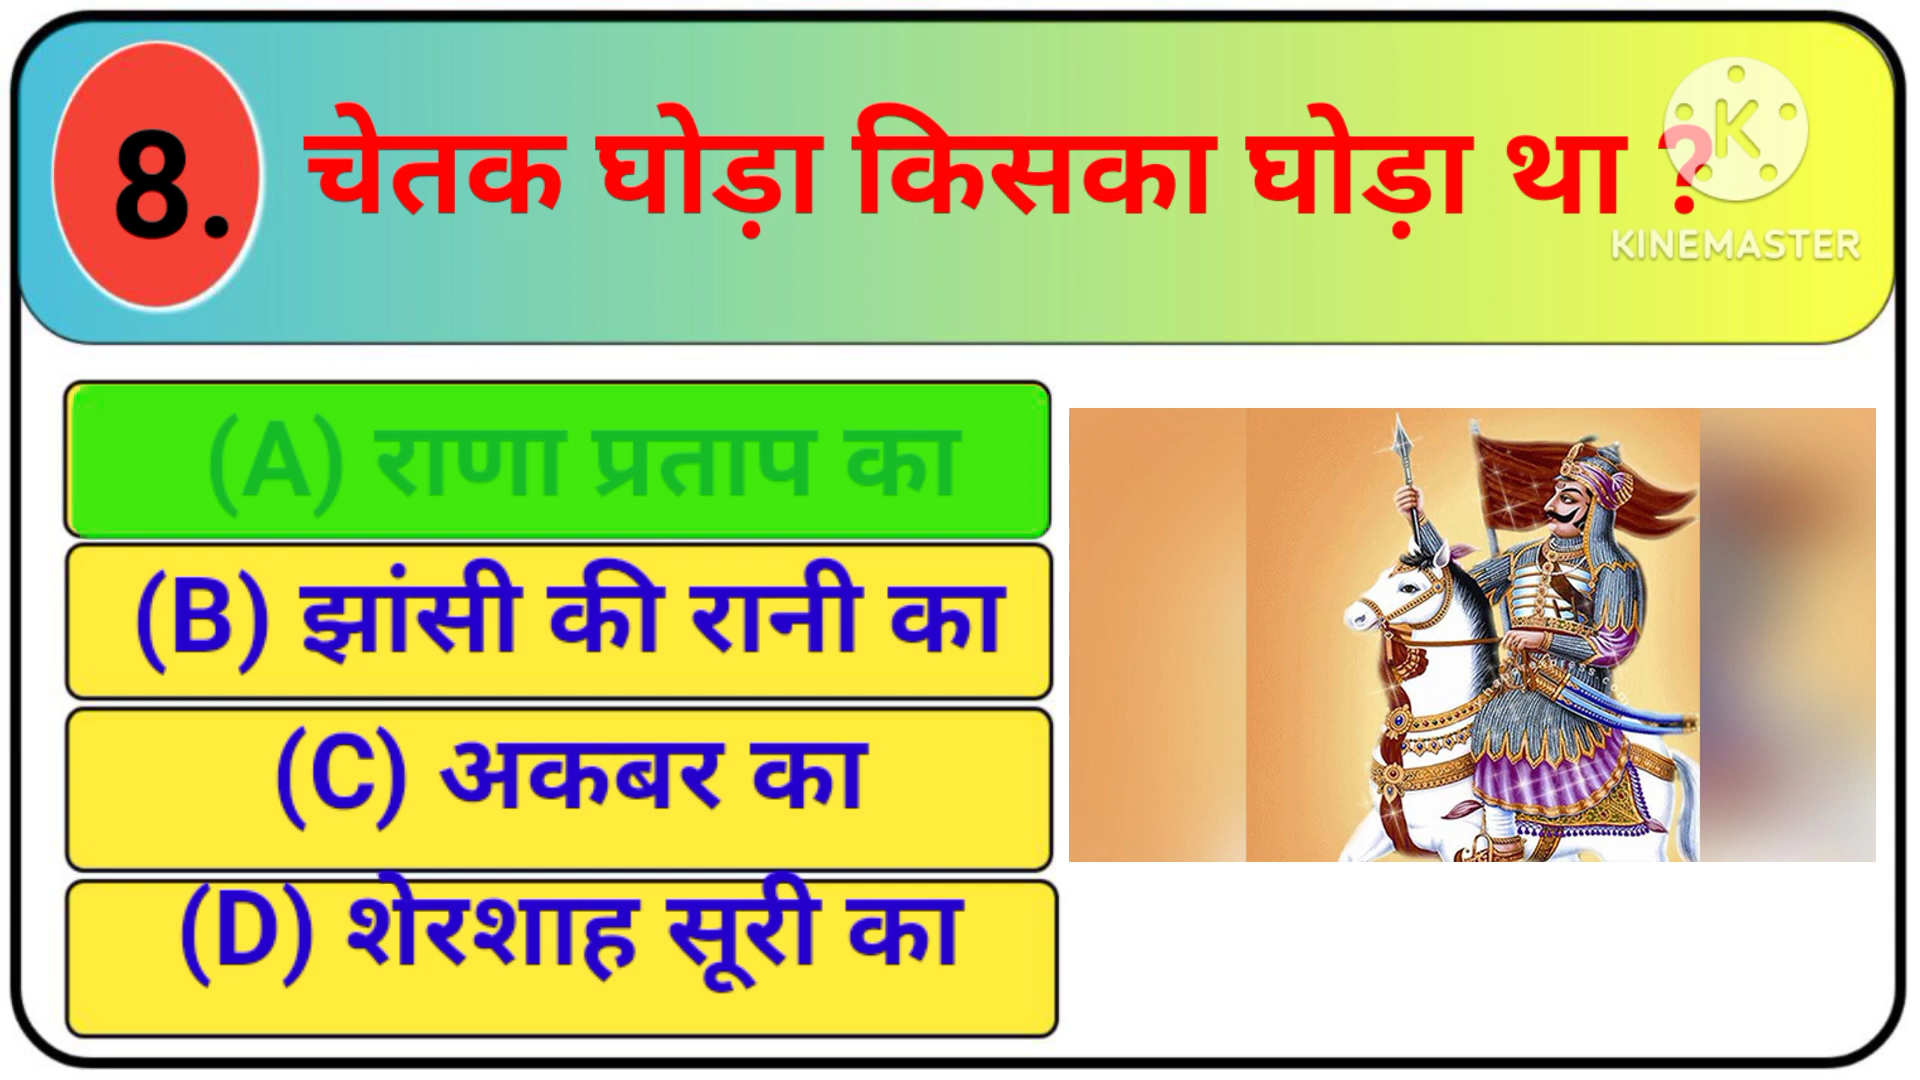 8. चेतक घोड़ा किसका घोड़ा था ?
K
KINEMASTER
(A) राणा प्रताप का
(B) झांसी की रानी का
(C) अकबर का
(D) शेरशाह सूरी का